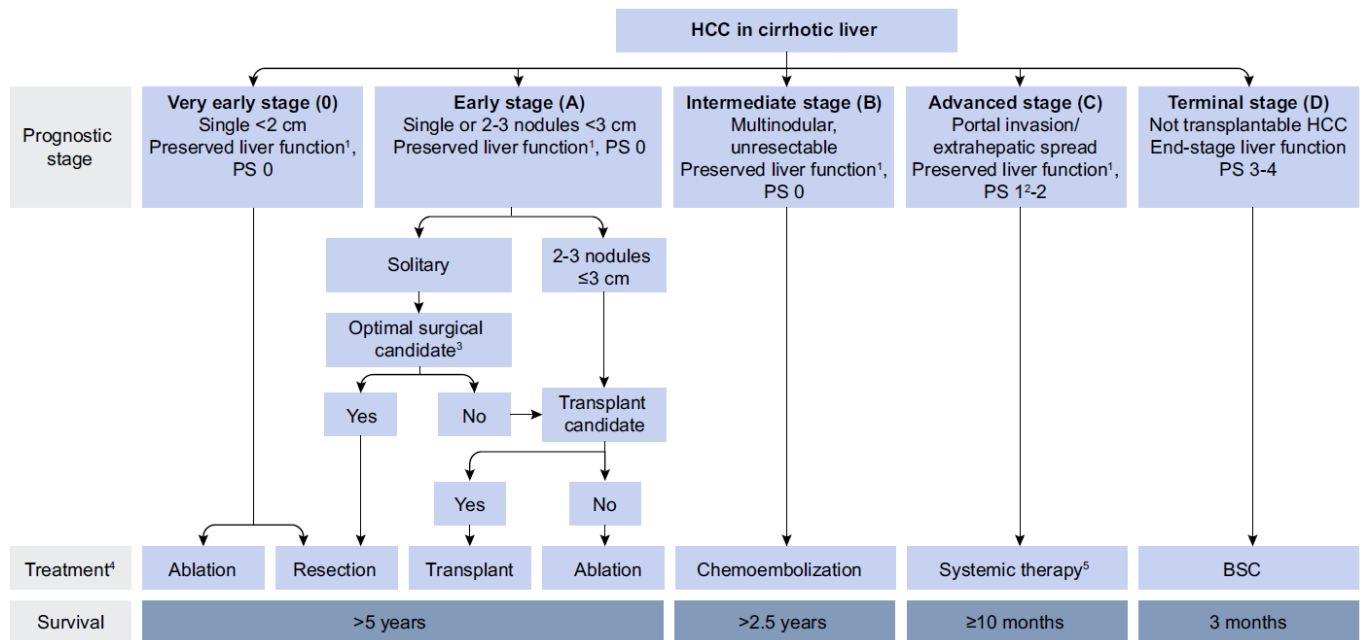 HCC in cirrhotic liver
Prognostic
stage
Very early stage (0)
Single <2 cm
Preserved liver function¹,
PS 0
Early stage (A)
Single or 2-3 nodules <3 cm
Preserved liver function¹, PS 0
Intermediate stage (B)
Multinodular,
unresectable
Preserved liver function¹,
PS 0
Advanced stage (C)
Portal invasion/
extrahepatic spread
Preserved liver function¹,
PS 1²-2
Terminal stage (D)
Not transplantable HCC
End-stage liver function
PS 3-4
Solitary
2-3 nodules
≤3 cm
Optimal surgical
candidate³
Yes
No
Transplant
candidate
Yes
No
Treatment⁴
Ablation
Resection
Transplant
Ablation
Chemoembolization
Systemic therapy⁵
BSC
Survival
>5 years
>2.5 years
≥10 months
3 months